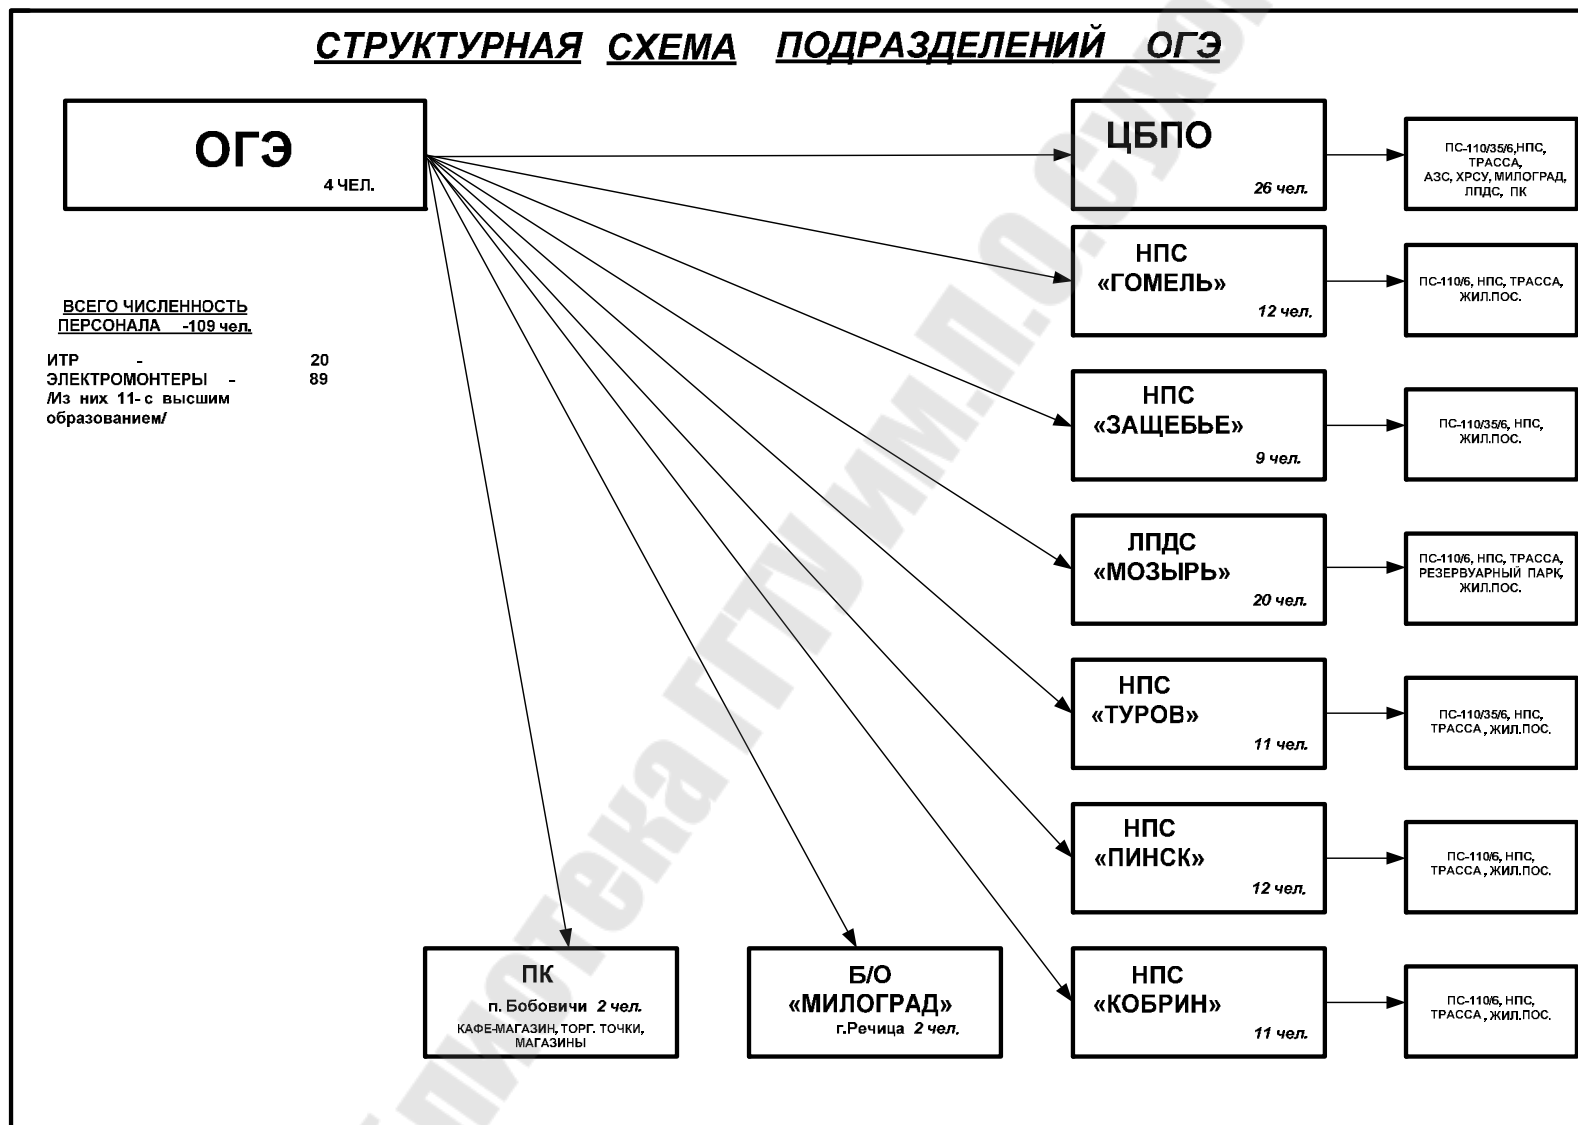 СТРУКТУРНАЯ СХЕМА ПОДРАЗДЕЛЕНИЙ ОГЭ
ОГЭ
4 ЧЕЛ.
ВСЕГО ЧИСЛЕННОСТЬ
ПЕРСОНАЛА -109 чел.
ИТР - 20
ЭЛЕКТРОМОНТЕРЫ - 89
/Из них 11- с высшим
образованием/
ЦБПО
26 чел.
ПС-110/35/6,НПС,
ТРАССА,
АЗС, ХРСУ, МИЛОГРАД,
ЛПДС, ПК
НПС
«ГОМЕЛЬ»
12 чел.
ПС-110/6, НПС, ТРАССА,
ЖИЛ.ПОС.
НПС
«ЗАЩЕБЬЕ»
9 чел.
ПС-110/35/6, НПС,
ЖИЛ.ПОС.
ЛПДС
«МОЗЫРЬ»
20 чел.
ПС-110/6, НПС, ТРАССА,
РЕЗЕРВУАРНЫЙ ПАРК,
ЖИЛ.ПОС.
НПС
«ТУРОВ»
11 чел.
ПС-110/35/6, НПС,
ТРАССА, ЖИЛ.ПОС.
НПС
«ПИНСК»
12 чел.
ПС-110/6, НПС,
ТРАССА, ЖИЛ.ПОС.
ПК
п. Бобовичи 2 чел.
КАФЕ-МАГАЗИН, ТОРГ. ТОЧКИ,
МАГАЗИНЫ
Б/О
«МИЛОГРАД»
г.Речица 2 чел.
НПС
«КОБРИН»
11 чел.
ПС-110/6, НПС,
ТРАССА, ЖИЛ.ПОС.
ГГТУ им.П.О.Сухо